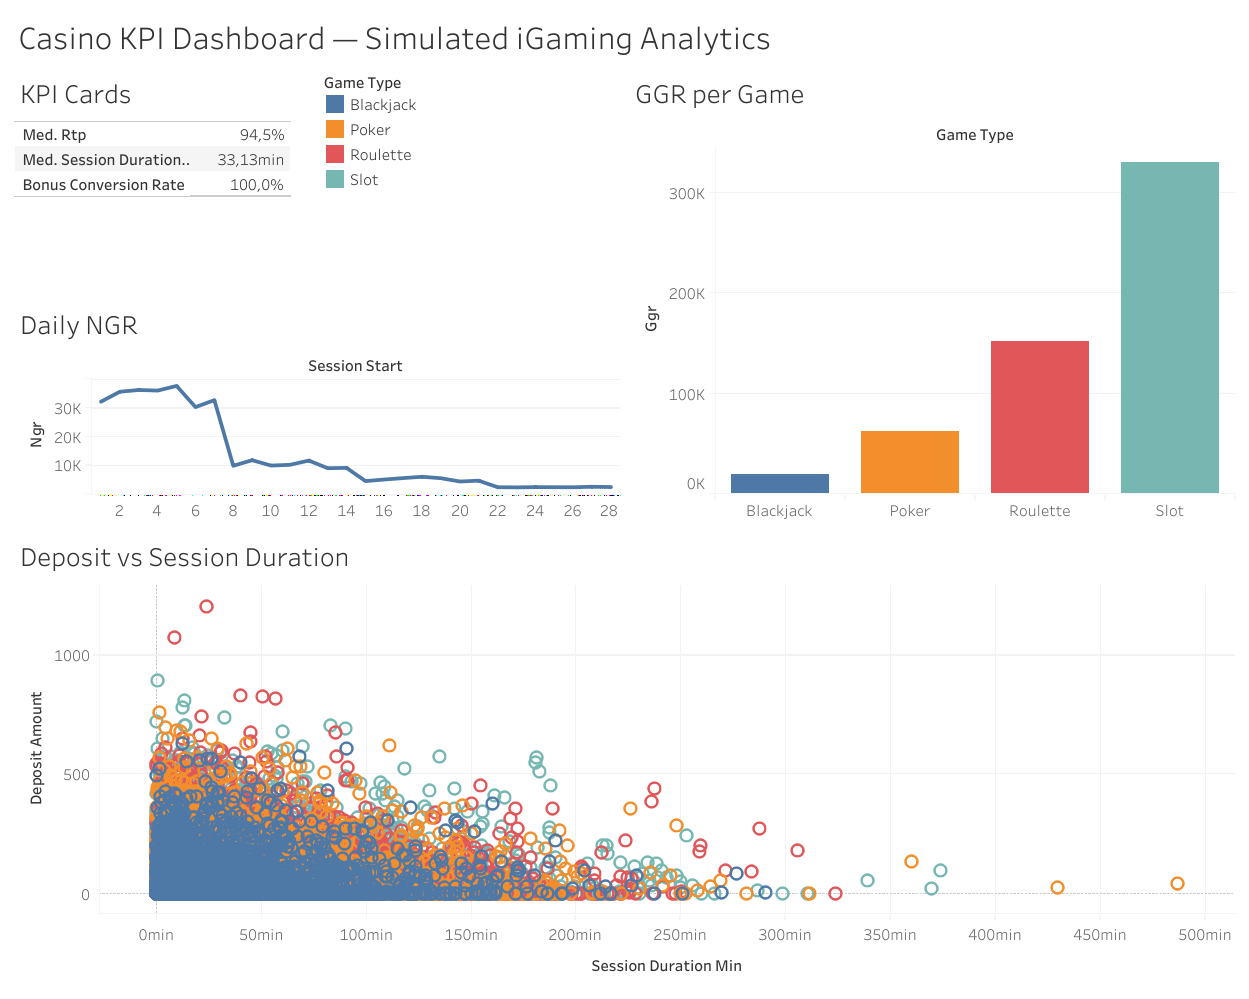 Casino KPI Dashboard — Simulated iGaming Analytics
KPI Cards
Med. Rtp 94,5%
Med. Session Duration.. 33,13min
Bonus Conversion Rate 100,0%
Game Type
Blackjack
Poker
Roulette
Slot
GGR per Game
Game Type
Ggr
300K
200K
100K
0K
Blackjack Poker Roulette Slot
Daily NGR
Session Start
Ngr
30K
20K
10K
2 4 6 8 10 12 14 16 18 20 22 24 26 28
Deposit vs Session Duration
Deposit Amount
1000
500
0
0min 50min 100min 150min 200min 250min 300min 350min 400min 450min 500min
Session Duration Min